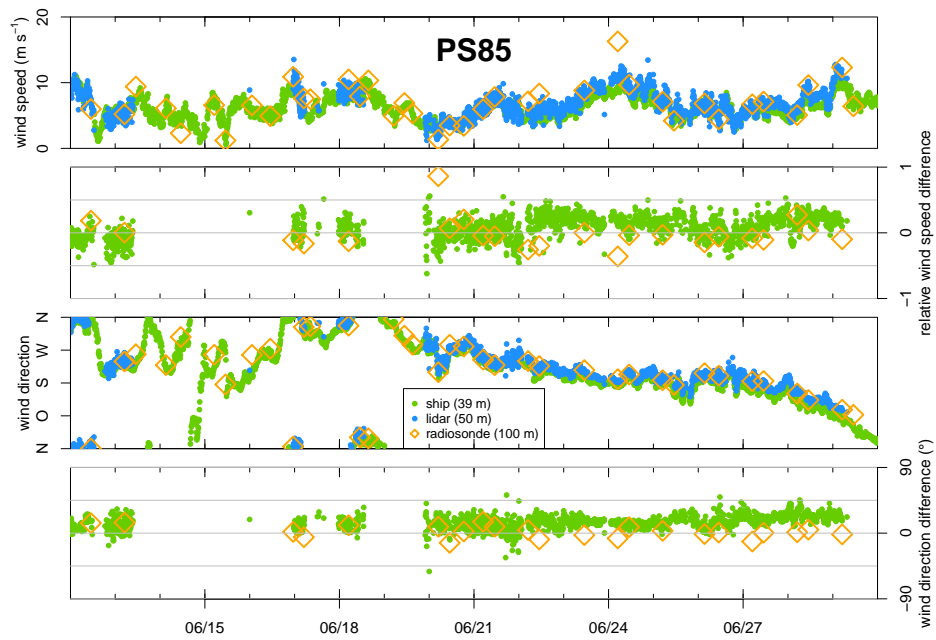 PS85
wind speed (m s⁻¹)
0
10
20
relative wind speed difference
−1
0
1
wind direction
N
O
S
W
N
ship (39 m)
lidar (50 m)
radiosonde (100 m)
wind direction difference (°)
−90
0
90
06/15
06/18
06/21
06/24
06/27